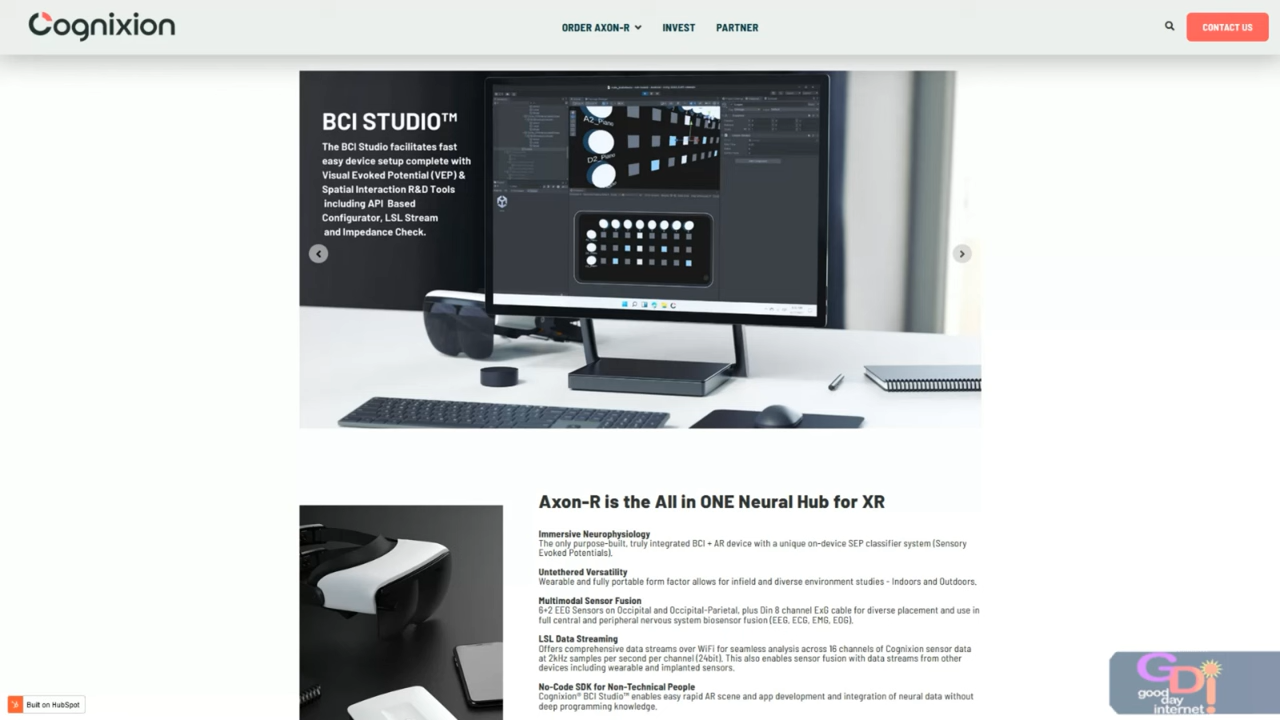 Cognixion
ORDER AXON-R
INVEST
PARTNER
CONTACT US
BCI STUDIO™
The BCI Studio facilitates fast
easy device setup complete with
Visual Evoked Potential (VEP) &
Spatial Interaction R&D Tools
including API Based
Configurator, LSL Stream
and Impedance Check.
D2_Piano
Axon-R is the All in ONE Neural Hub for XR
Immersive Neurophysiology
The only purpose-built, truly integrated BCI + AR device with a unique on-device SEP classifier system (Sensory
Evoked Potentials).
Untethered Versatility
Wearable and fully portable form factor allows for infield and diverse environment studies - Indoors and Outdoors.
Multimodal Sensor Fusion
6+2 EEG Sensors on Occipital and Occipital-Parietal, plus Din 8 channel ExG cable for diverse placement and use in
full central and peripheral nervous system biosensor fusion (EEG, ECG, EMG, EOG).
LSL Data Streaming
Offers comprehensive data streams over WiFi for seamless analysis across 16 channels of Cognixion sensor data
at 2kHz samples per second per channel (24bit). This also enables sensor fusion with data streams from other
devices including wearable and implanted sensors.
No-Code SDK for Non-Technical People
Cognixion® BCI Studio™ enables easy rapid AR scene and app development and integration of neural data without
deep programming knowledge.
Built on HubSpot
GDI
good
day
internet!